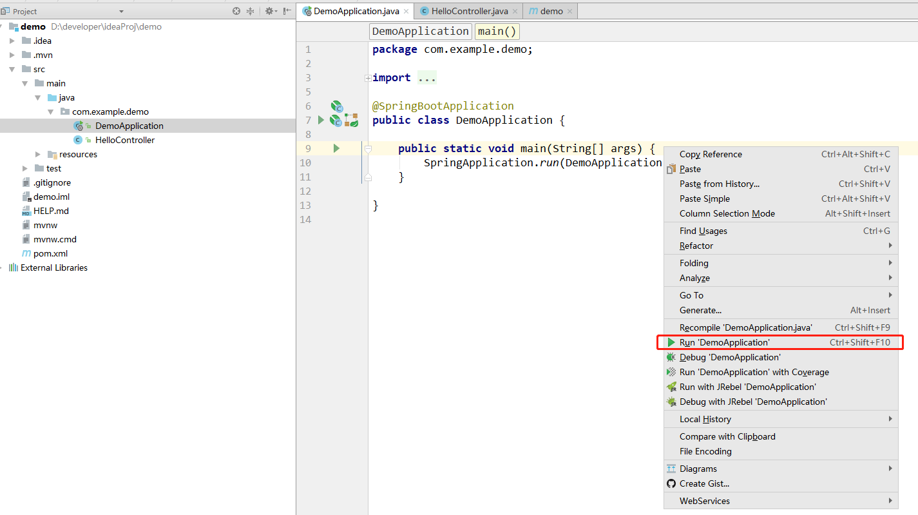 Project
demo D:\developer\ideaProj\demo
.idea
.mvn
src
main
java
com.example.demo
DemoApplication
HelloController
resources
test
.gitignore
demo.iml
HELP.md
mvnw
mvnw.cmd
pom.xml
External Libraries
DemoApplication.java HelloController.java demo
DemoApplication main()
1 package com.example.demo;
2
3 import ...
5
6 @SpringBootApplication
7 public class DemoApplication {
8
9 public static void main(String[] args) {
10 SpringApplication.run(DemoApplication
11 }
12
13 }
14
Copy Reference Ctrl+Alt+Shift+C
Paste Ctrl+V
Paste from History... Ctrl+Shift+V
Paste Simple Ctrl+Alt+Shift+V
Column Selection Mode Alt+Shift+Insert
Find Usages Ctrl+G
Refactor
Folding
Analyze
Go To
Generate... Alt+Insert
Recompile 'DemoApplication.java' Ctrl+Shift+F9
Run 'DemoApplication' Ctrl+Shift+F10
Debug 'DemoApplication'
Run 'DemoApplication' with Coverage
Run with JRebel 'DemoApplication'
Debug with JRebel 'DemoApplication'
Local History
Compare with Clipboard
File Encoding
Diagrams
Create Gist...
WebServices